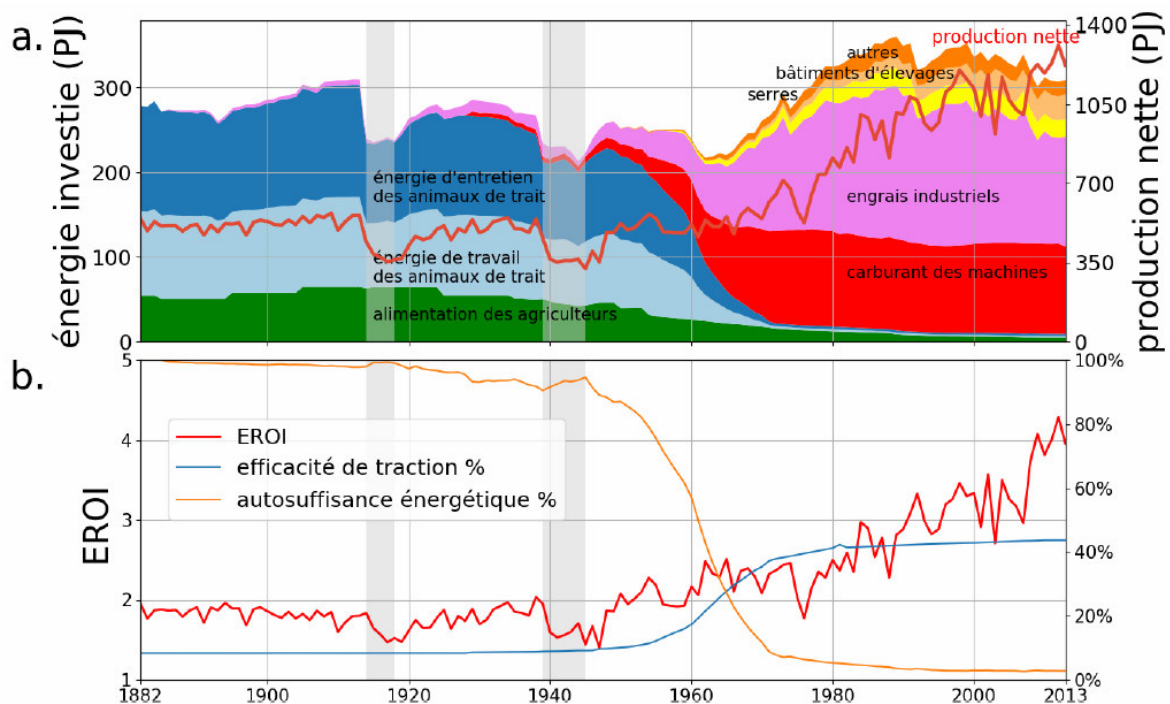 a.
énergie investie (PJ)
300
200
100
0
1400
1050
700
350
0
production nette (PJ)
production nette
autres
bâtiments d'élevages
serres
énergie d'entretien
des animaux de trait
engrais industriels
énergie de travail
des animaux de trait
carburant des machines
alimentation des agriculteurs
b.
EROI
5
4
3
2
1
100%
80%
60%
40%
20%
0%
EROI
efficacité de traction %
autosuffisance énergétique %
1882
1900
1920
1940
1960
1980
2000
2013